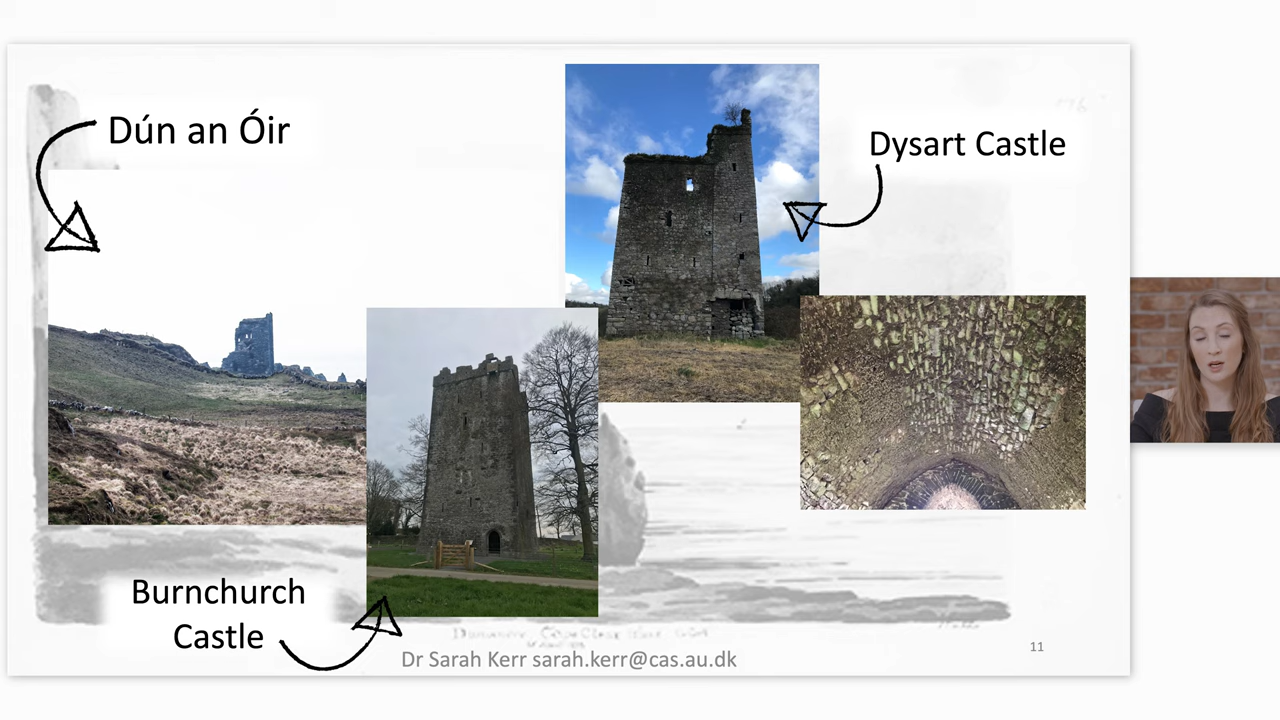 Dún an Óir
Dysart Castle
Burnchurch
Castle
Dr Sarah Kerr sarah.kerr@cas.au.dk
11